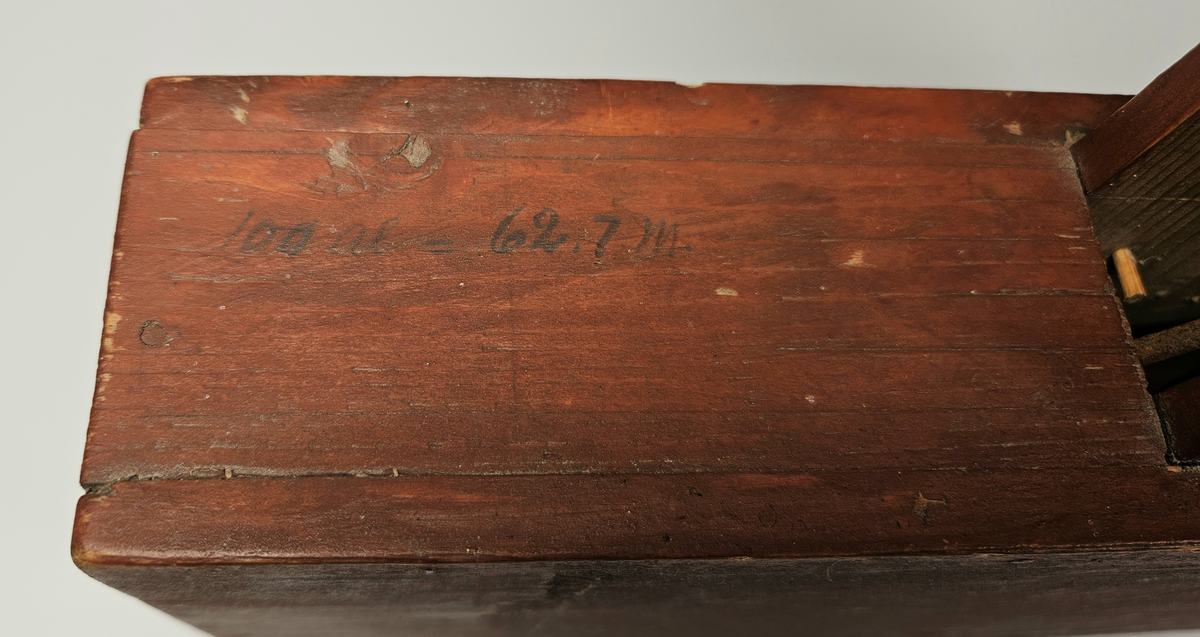 100 al = 62.7 M.